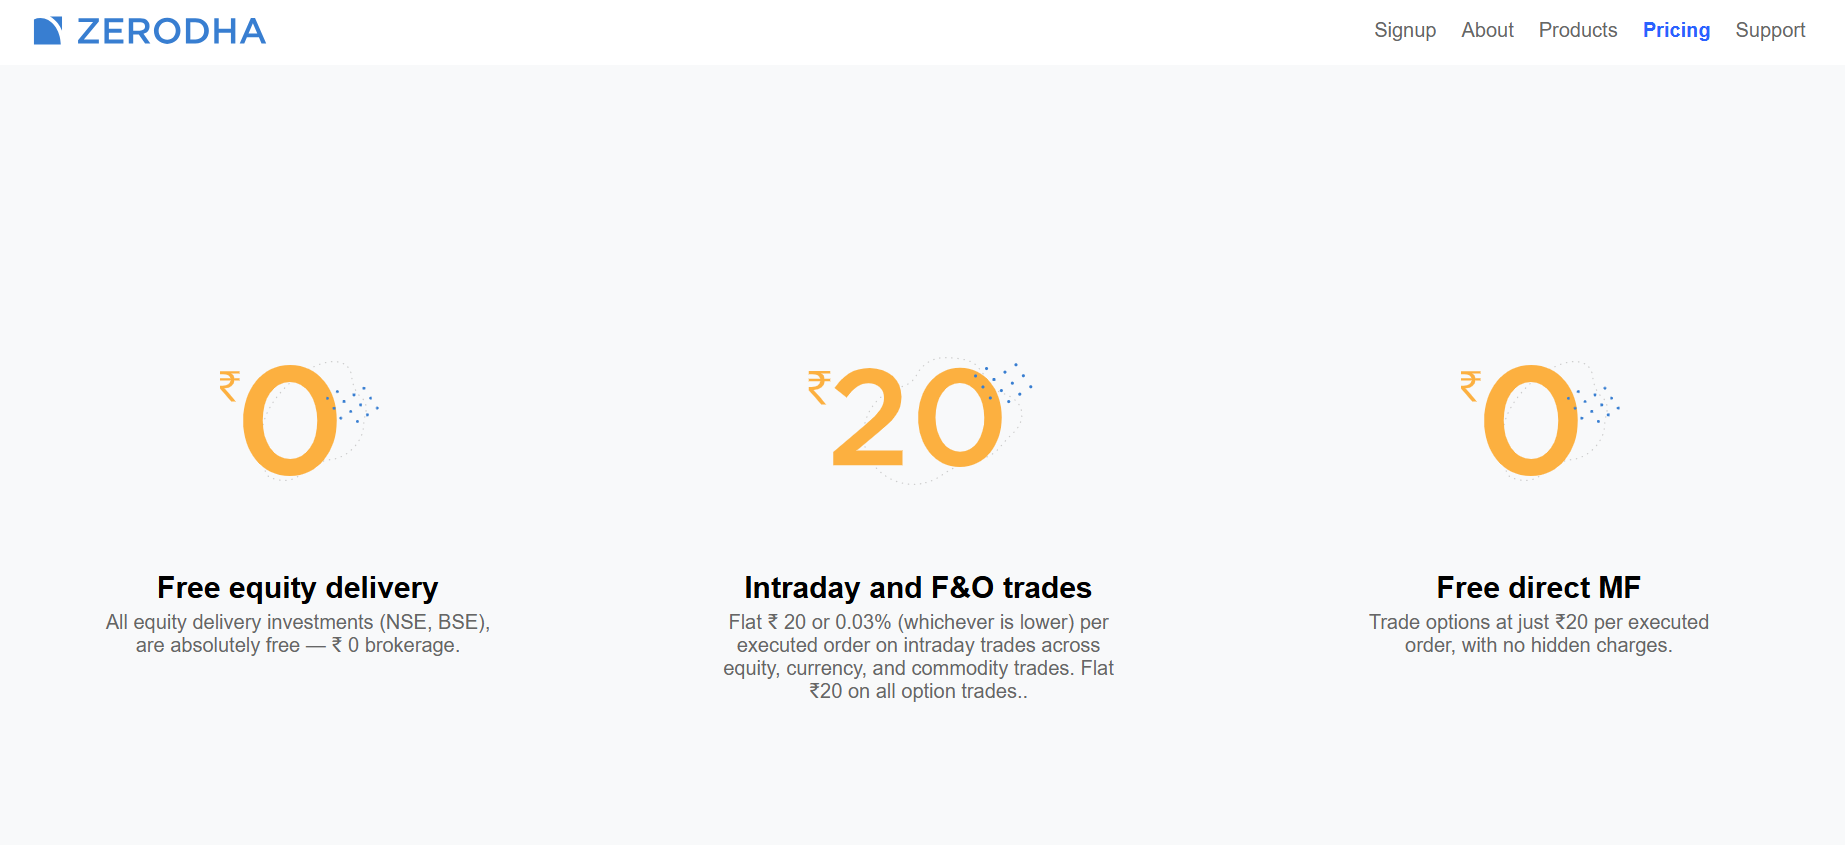 ZERODHA
Signup About Products Pricing Support
₹0
₹20
₹0
Free equity delivery
All equity delivery investments (NSE, BSE),
are absolutely free — ₹ 0 brokerage.
Intraday and F&O trades
Flat ₹ 20 or 0.03% (whichever is lower) per
executed order on intraday trades across
equity, currency, and commodity trades. Flat
₹20 on all option trades..
Free direct MF
Trade options at just ₹20 per executed
order, with no hidden charges.